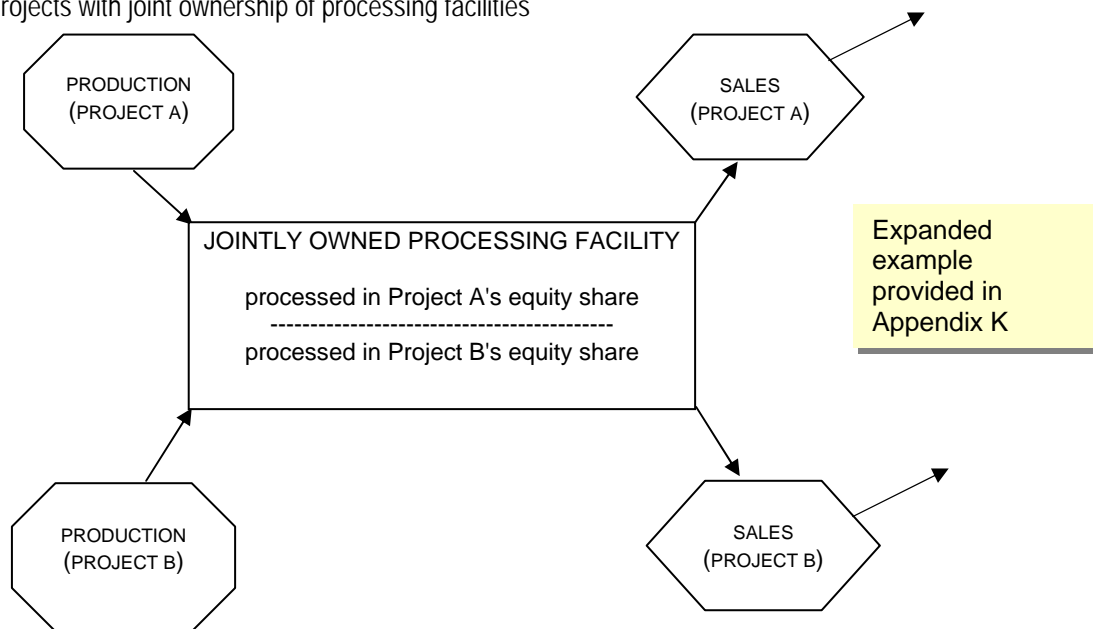 rojects with joint ownership of processing facilities
PRODUCTION
(PROJECT A)
SALES
(PROJECT A)
JOINTLY OWNED PROCESSING FACILITY
processed in Project A's equity share
-------------------------------------------
processed in Project B's equity share
Expanded
example
provided in
Appendix K
PRODUCTION
(PROJECT B)
SALES
(PROJECT B)